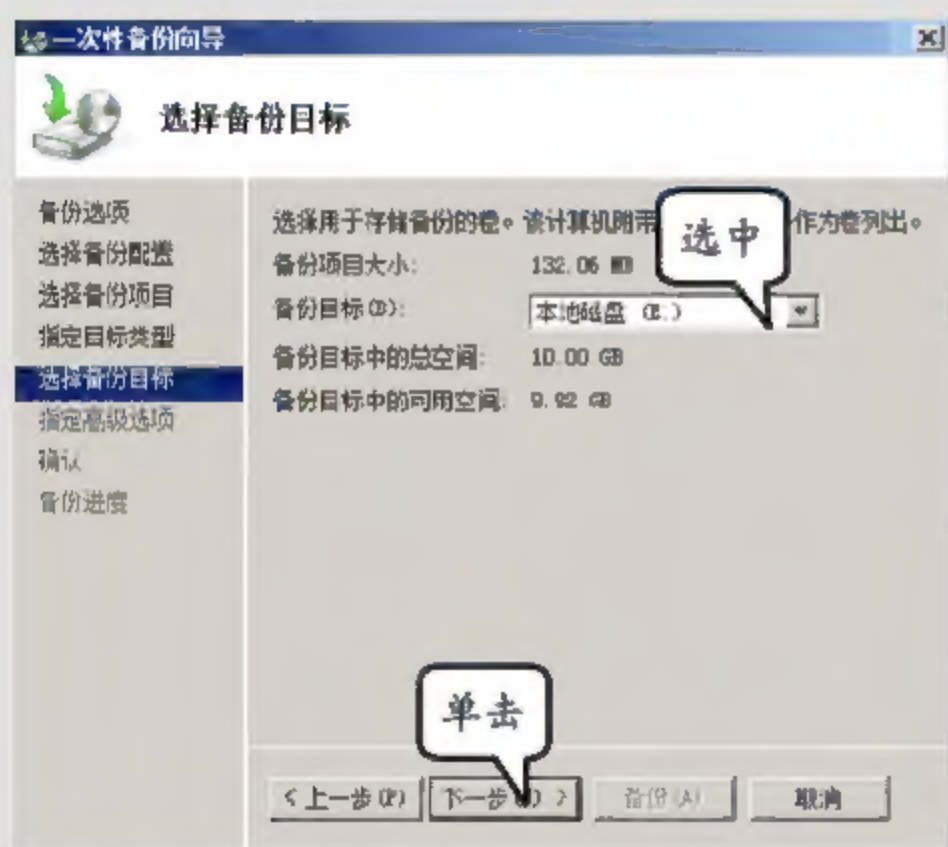 一次性备份向导
选择备份目标
备份选项
选择备份配置
选择备份项目
指定目标类型
选择备份目标
指定高级选项
确认
备份进度
选择用于存储备份的卷。该计算机附带 作为卷列出。
选中
备份项目大小: 132.06 MB
备份目标(B): 本地磁盘 (E:)
备份目标中的总空间: 10.00 GB
备份目标中的可用空间: 9.92 GB
单击
< 上一步(P)
下一步 >
备份(A)
取消